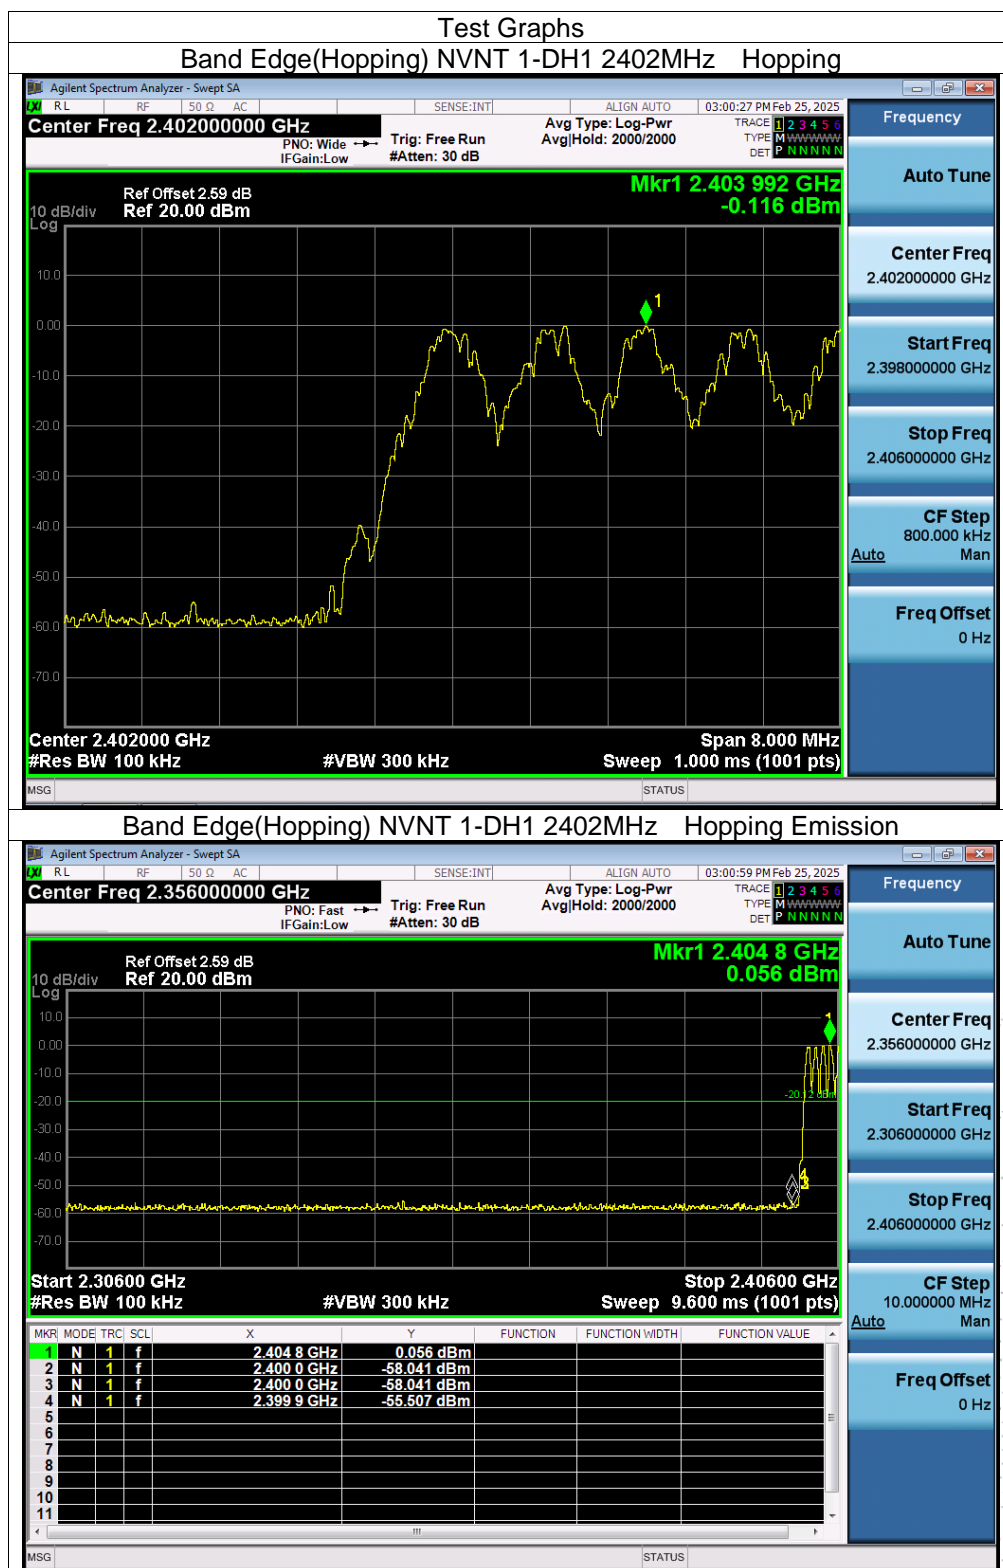 Test Graphs
Band Edge(Hopping) NVNT 1-DH1 2402MHz Hopping
Agilent Spectrum Analyzer - Swept SA
LXI RL RF 50 Ω AC SENSE:INT ALIGN AUTO 03:00:27 PM Feb 25, 2025
Center Freq 2.402000000 GHz
PNO: Wide
IFGain:Low
Trig: Free Run
#Atten: 30 dB
Avg Type: Log-Pwr
Avg|Hold: 2000/2000
TRACE 1 2 3 4 5 6
TYPE M WWWWW
DET P N N N N N
Frequency
Auto Tune
Center Freq
2.402000000 GHz
Start Freq
2.398000000 GHz
Stop Freq
2.406000000 GHz
CF Step
800.000 kHz
Auto Man
Freq Offset
0 Hz
Mkr1 2.403 992 GHz
-0.116 dBm
Ref Offset 2.59 dB
10 dB/div Ref 20.00 dBm
Log
10.0
0.00
-10.0
-20.0
-30.0
-40.0
-50.0
-60.0
-70.0
1
Center 2.402000 GHz Span 8.000 MHz
#Res BW 100 kHz #VBW 300 kHz Sweep 1.000 ms (1001 pts)
MSG STATUS
Band Edge(Hopping) NVNT 1-DH1 2402MHz Hopping Emission
Agilent Spectrum Analyzer - Swept SA
LXI RL RF 50 Ω AC SENSE:INT ALIGN AUTO 03:00:59 PM Feb 25, 2025
Center Freq 2.356000000 GHz
PNO: Fast
IFGain:Low
Trig: Free Run
#Atten: 30 dB
Avg Type: Log-Pwr
Avg|Hold: 2000/2000
TRACE 1 2 3 4 5 6
TYPE M WWWWW
DET P N N N N N
Frequency
Auto Tune
Center Freq
2.356000000 GHz
Start Freq
2.306000000 GHz
Stop Freq
2.406000000 GHz
CF Step
10.000000 MHz
Auto Man
Freq Offset
0 Hz
Mkr1 2.404 8 GHz
0.056 dBm
Ref Offset 2.59 dB
10 dB/div Ref 20.00 dBm
Log
10.0
0.00
-10.0
-20.0
-30.0
-40.0
-50.0
-60.0
-70.0
1
-20.12 dBm
Start 2.30600 GHz Stop 2.40600 GHz
#Res BW 100 kHz #VBW 300 kHz Sweep 9.600 ms (1001 pts)
MKR MODE TRC SCL X Y FUNCTION FUNCTION WIDTH FUNCTION VALUE
1 N 1 f 2.404 8 GHz 0.056 dBm
2 N 1 f 2.400 0 GHz -58.041 dBm
3 N 1 f 2.400 0 GHz -58.041 dBm
4 N 1 f 2.399 9 GHz -55.507 dBm
5
6
7
8
9
10
11
MSG STATUS